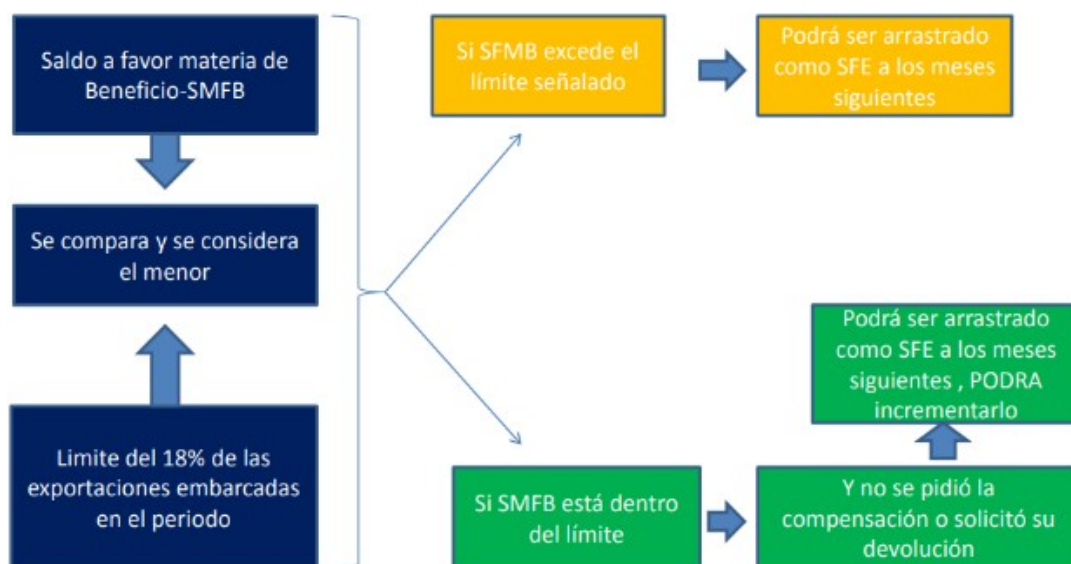 Saldo a favor materia de
Beneficio-SMFB
Se compara y se considera
el menor
Limite del 18% de las
exportaciones embarcadas
en el periodo
Si SFMB excede el
límite señalado
Podrá ser arrastrado
como SFE a los meses
siguientes
Si SMFB está dentro
del límite
Y no se pidió la
compensación o solicitó su
devolución
Podrá ser arrastrado
como SFE a los meses
siguientes , PODRA
incrementarlo